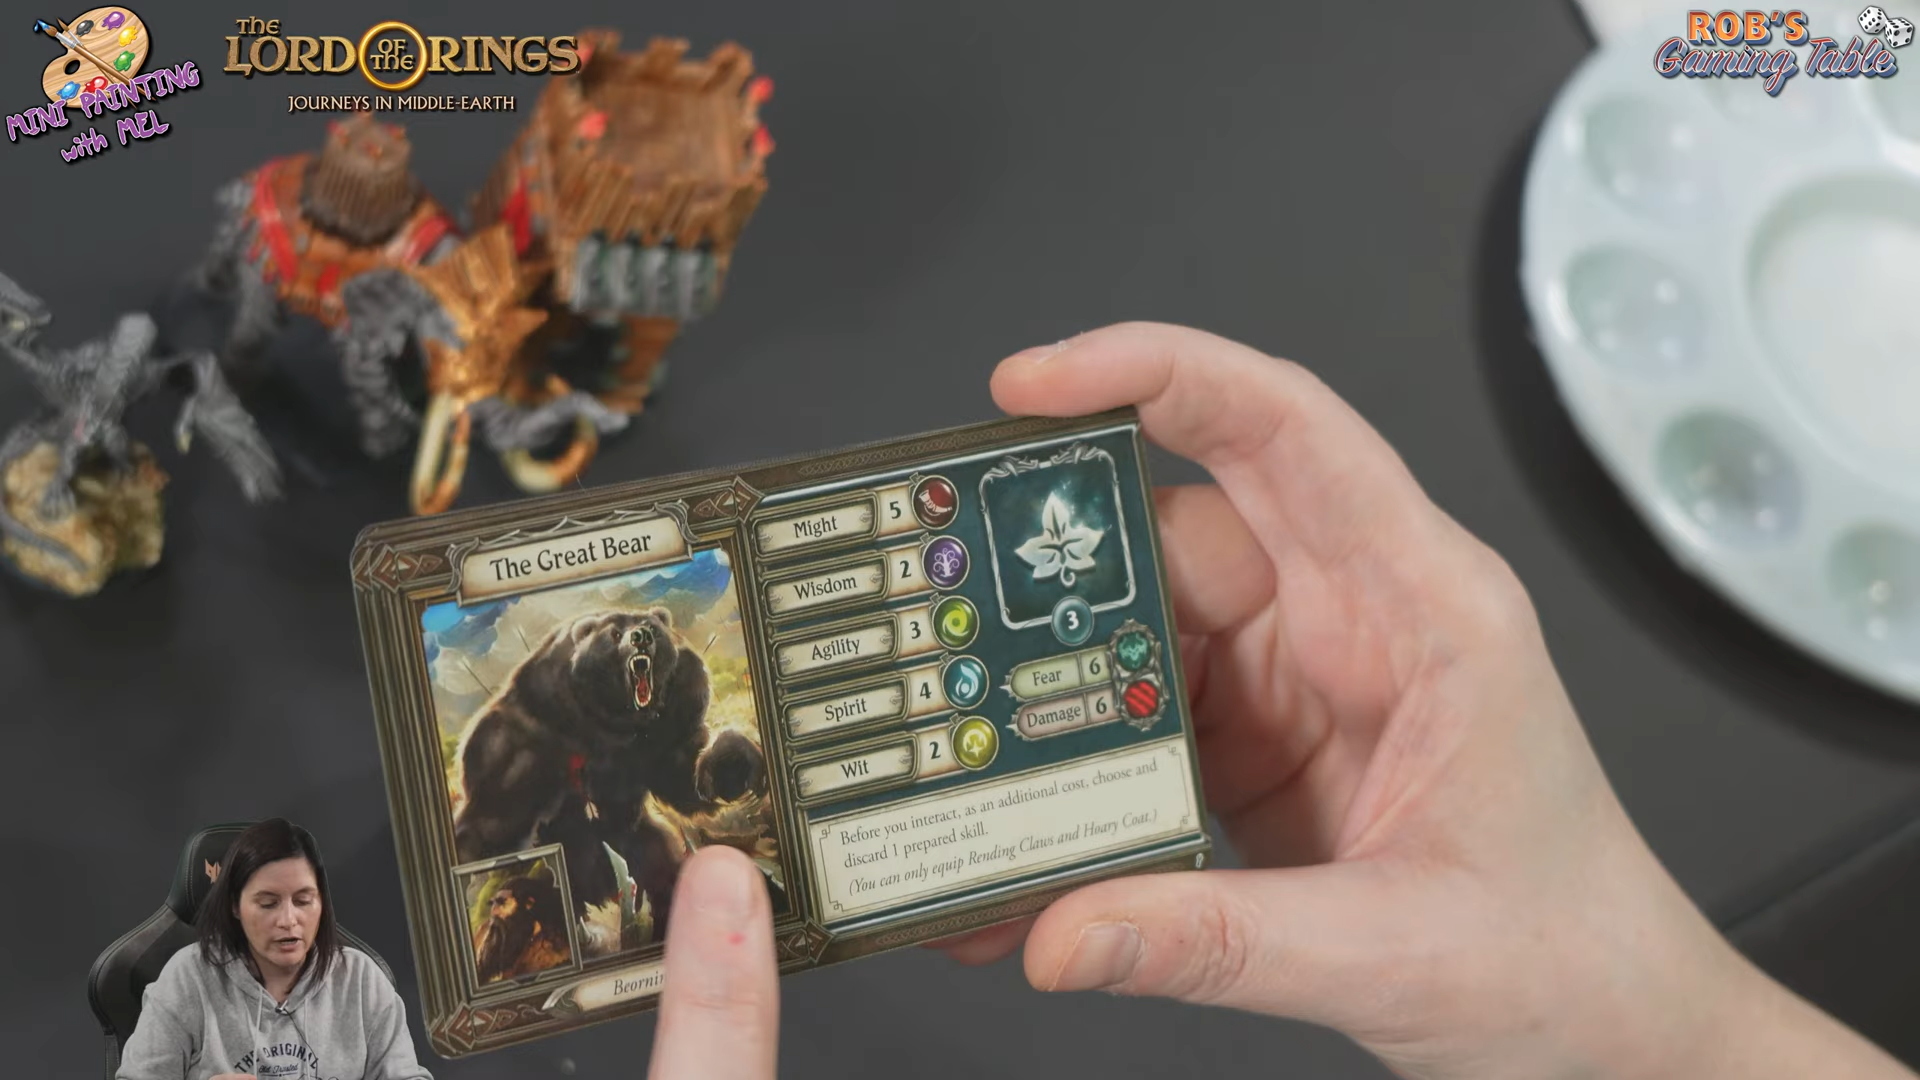 MINI PAINTING
with MEL
THE
LORD OF THE RINGS
JOURNEYS IN MIDDLE-EARTH
ROB'S
Gaming Table
The Great Bear
Might 5
Wisdom 2
Agility 3
Spirit 4
Wit 2
3
Fear 6
Damage 6
Before you interact, as an additional cost, choose and
discard 1 prepared skill.
(You can only equip Rending Claws and Hoary Coat.)
THE ORIGINAL